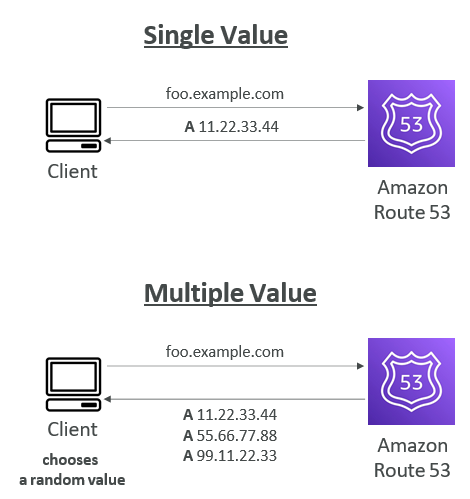 Single Value
foo.example.com
A 11.22.33.44
53
Client
Amazon
Route 53
Multiple Value
foo.example.com
53
A 11.22.33.44
Client
A 55.66.77.88
Amazon
chooses
A 99.11.22.33
Route 53
a random value